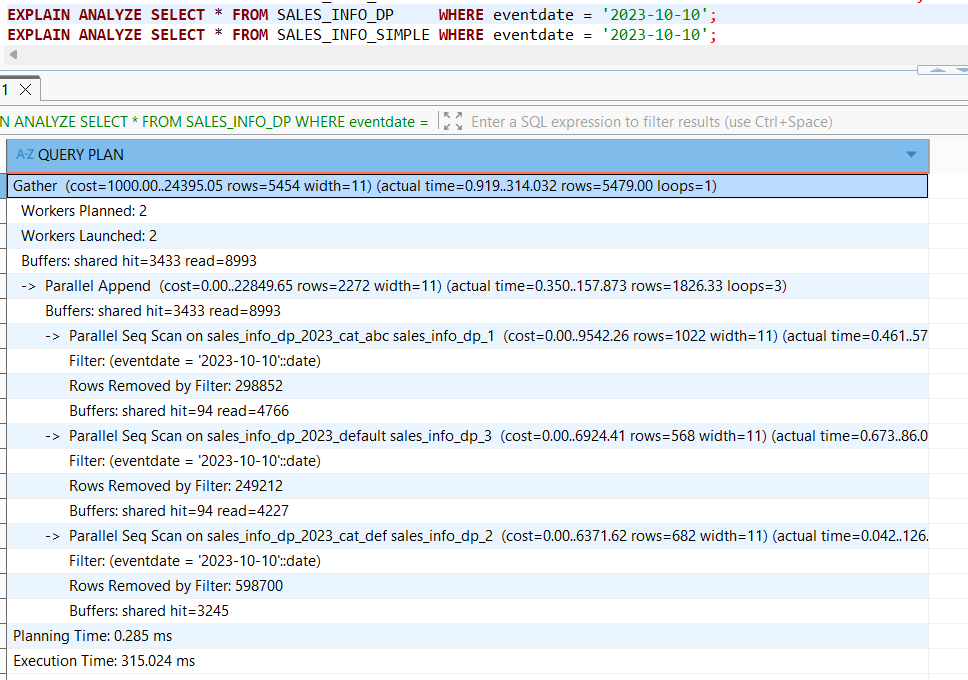 EXPLAIN ANALYZE SELECT * FROM SALES_INFO_DP     WHERE eventdate = '2023-10-10';
EXPLAIN ANALYZE SELECT * FROM SALES_INFO_SIMPLE WHERE eventdate = '2023-10-10';
1
N ANALYZE SELECT * FROM SALES_INFO_DP WHERE eventdate = Enter a SQL expression to filter results (use Ctrl+Space)
A-Z QUERY PLAN
Gather  (cost=1000.00..24395.05 rows=5454 width=11) (actual time=0.919..314.032 rows=5479.00 loops=1)
Workers Planned: 2
Workers Launched: 2
Buffers: shared hit=3433 read=8993
->  Parallel Append  (cost=0.00..22849.65 rows=2272 width=11) (actual time=0.350..157.873 rows=1826.33 loops=3)
Buffers: shared hit=3433 read=8993
->  Parallel Seq Scan on sales_info_dp_2023_cat_abc sales_info_dp_1  (cost=0.00..9542.26 rows=1022 width=11) (actual time=0.461..57
Filter: (eventdate = '2023-10-10'::date)
Rows Removed by Filter: 298852
Buffers: shared hit=94 read=4766
->  Parallel Seq Scan on sales_info_dp_2023_default sales_info_dp_3  (cost=0.00..6924.41 rows=568 width=11) (actual time=0.673..86.0
Filter: (eventdate = '2023-10-10'::date)
Rows Removed by Filter: 249212
Buffers: shared hit=94 read=4227
->  Parallel Seq Scan on sales_info_dp_2023_cat_def sales_info_dp_2  (cost=0.00..6371.62 rows=682 width=11) (actual time=0.042..126.
Filter: (eventdate = '2023-10-10'::date)
Rows Removed by Filter: 598700
Buffers: shared hit=3245
Planning Time: 0.285 ms
Execution Time: 315.024 ms